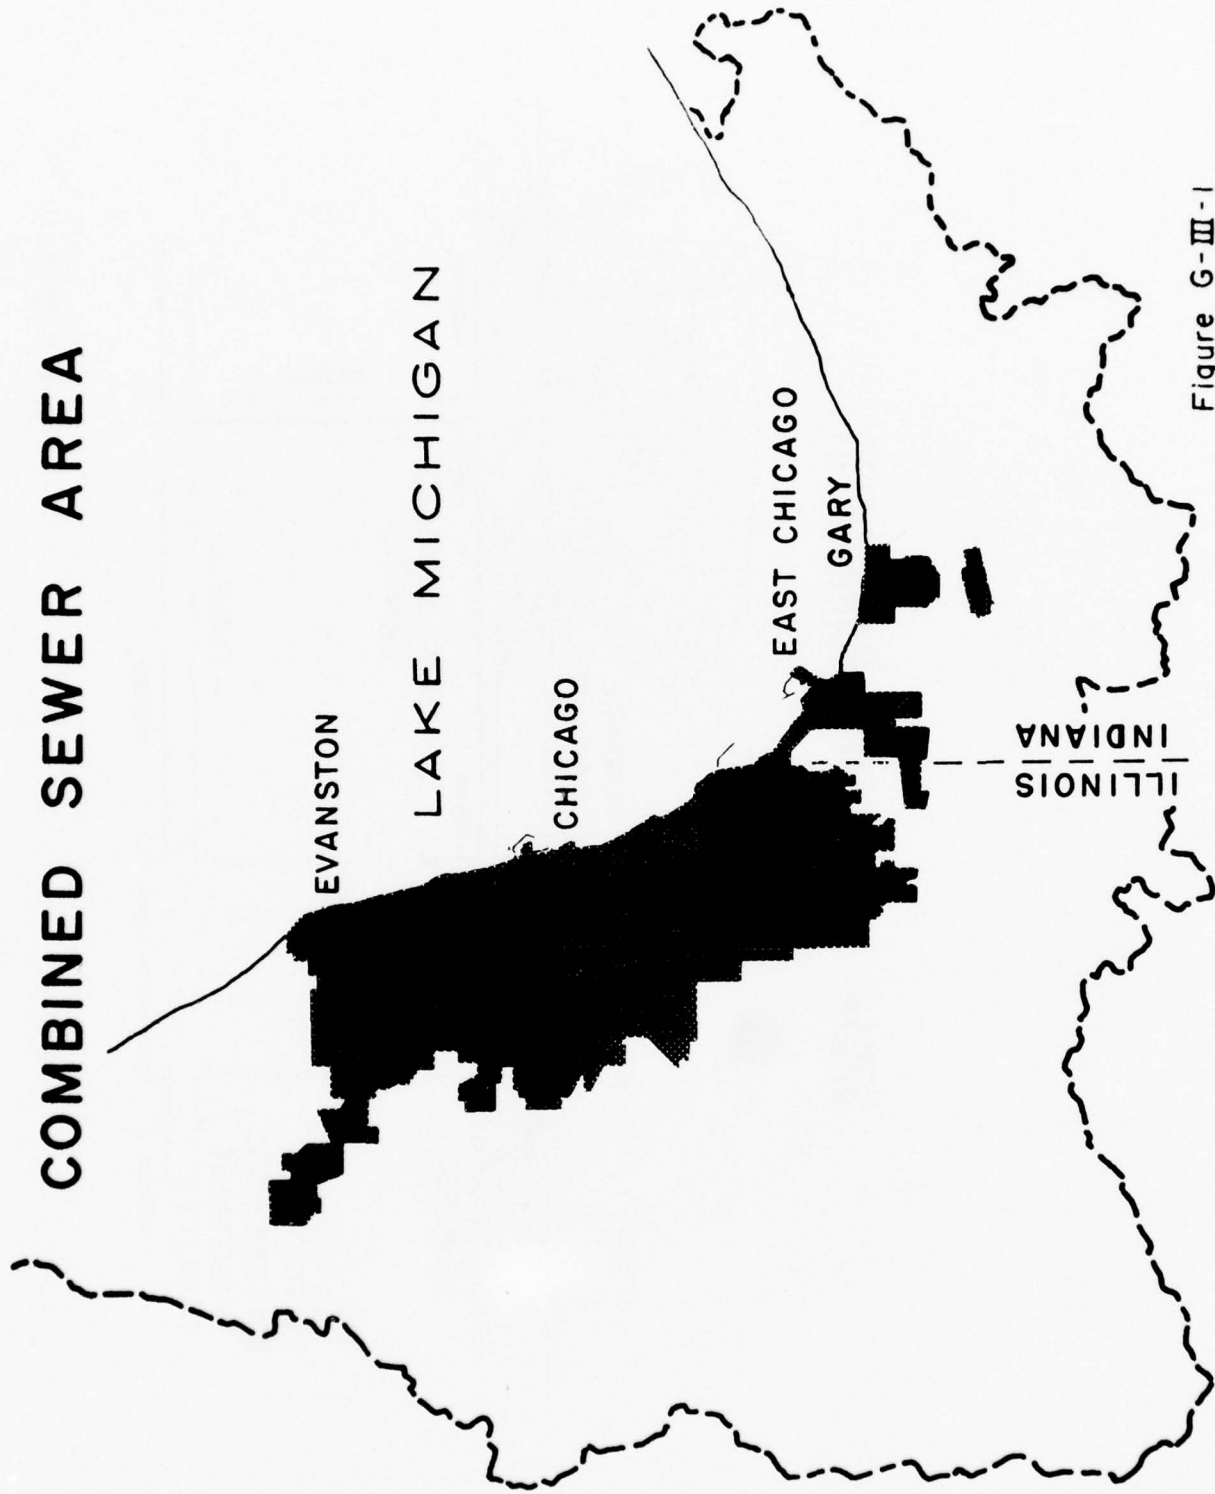 COMBINED SEWER AREA
EVANSTON
LAKE MICHIGAN
CHICAGO
EAST CHICAGO
GARY
ILLINOIS
INDIANA
Figure G-III-1